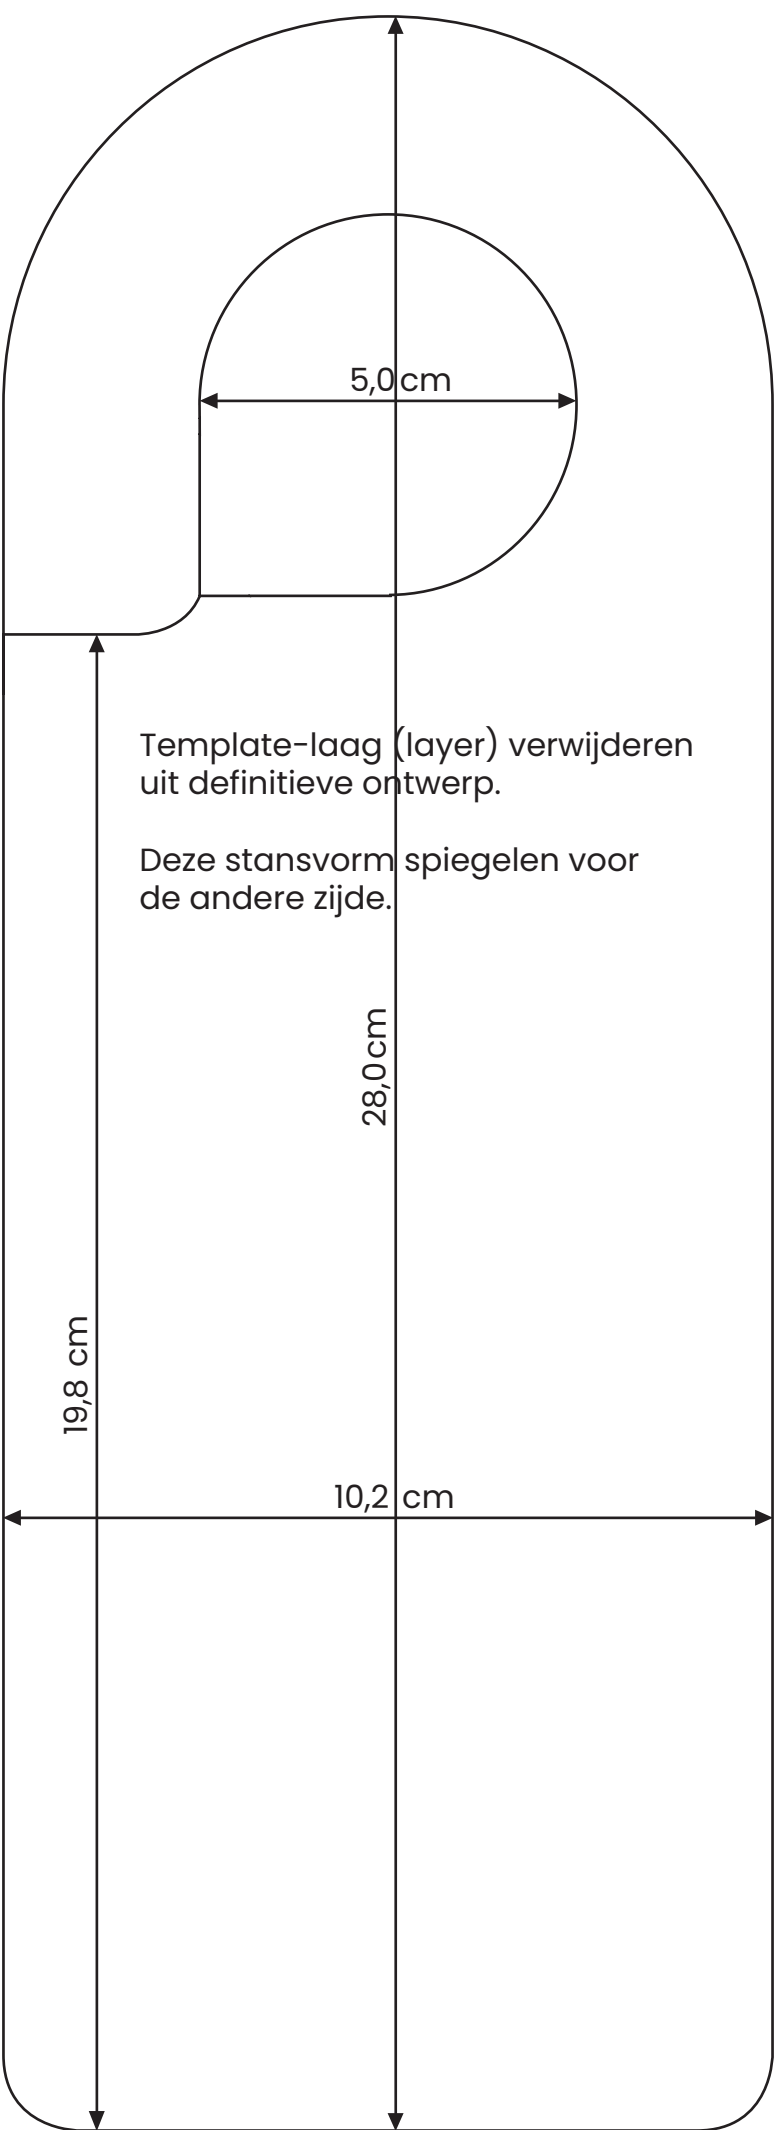 5,0 cm
Template-laag (layer) verwijderen
uit definitieve ontwerp.
Deze stansvorm spiegelen voor
de andere zijde.
28,0 cm
19,8 cm
10,2 cm